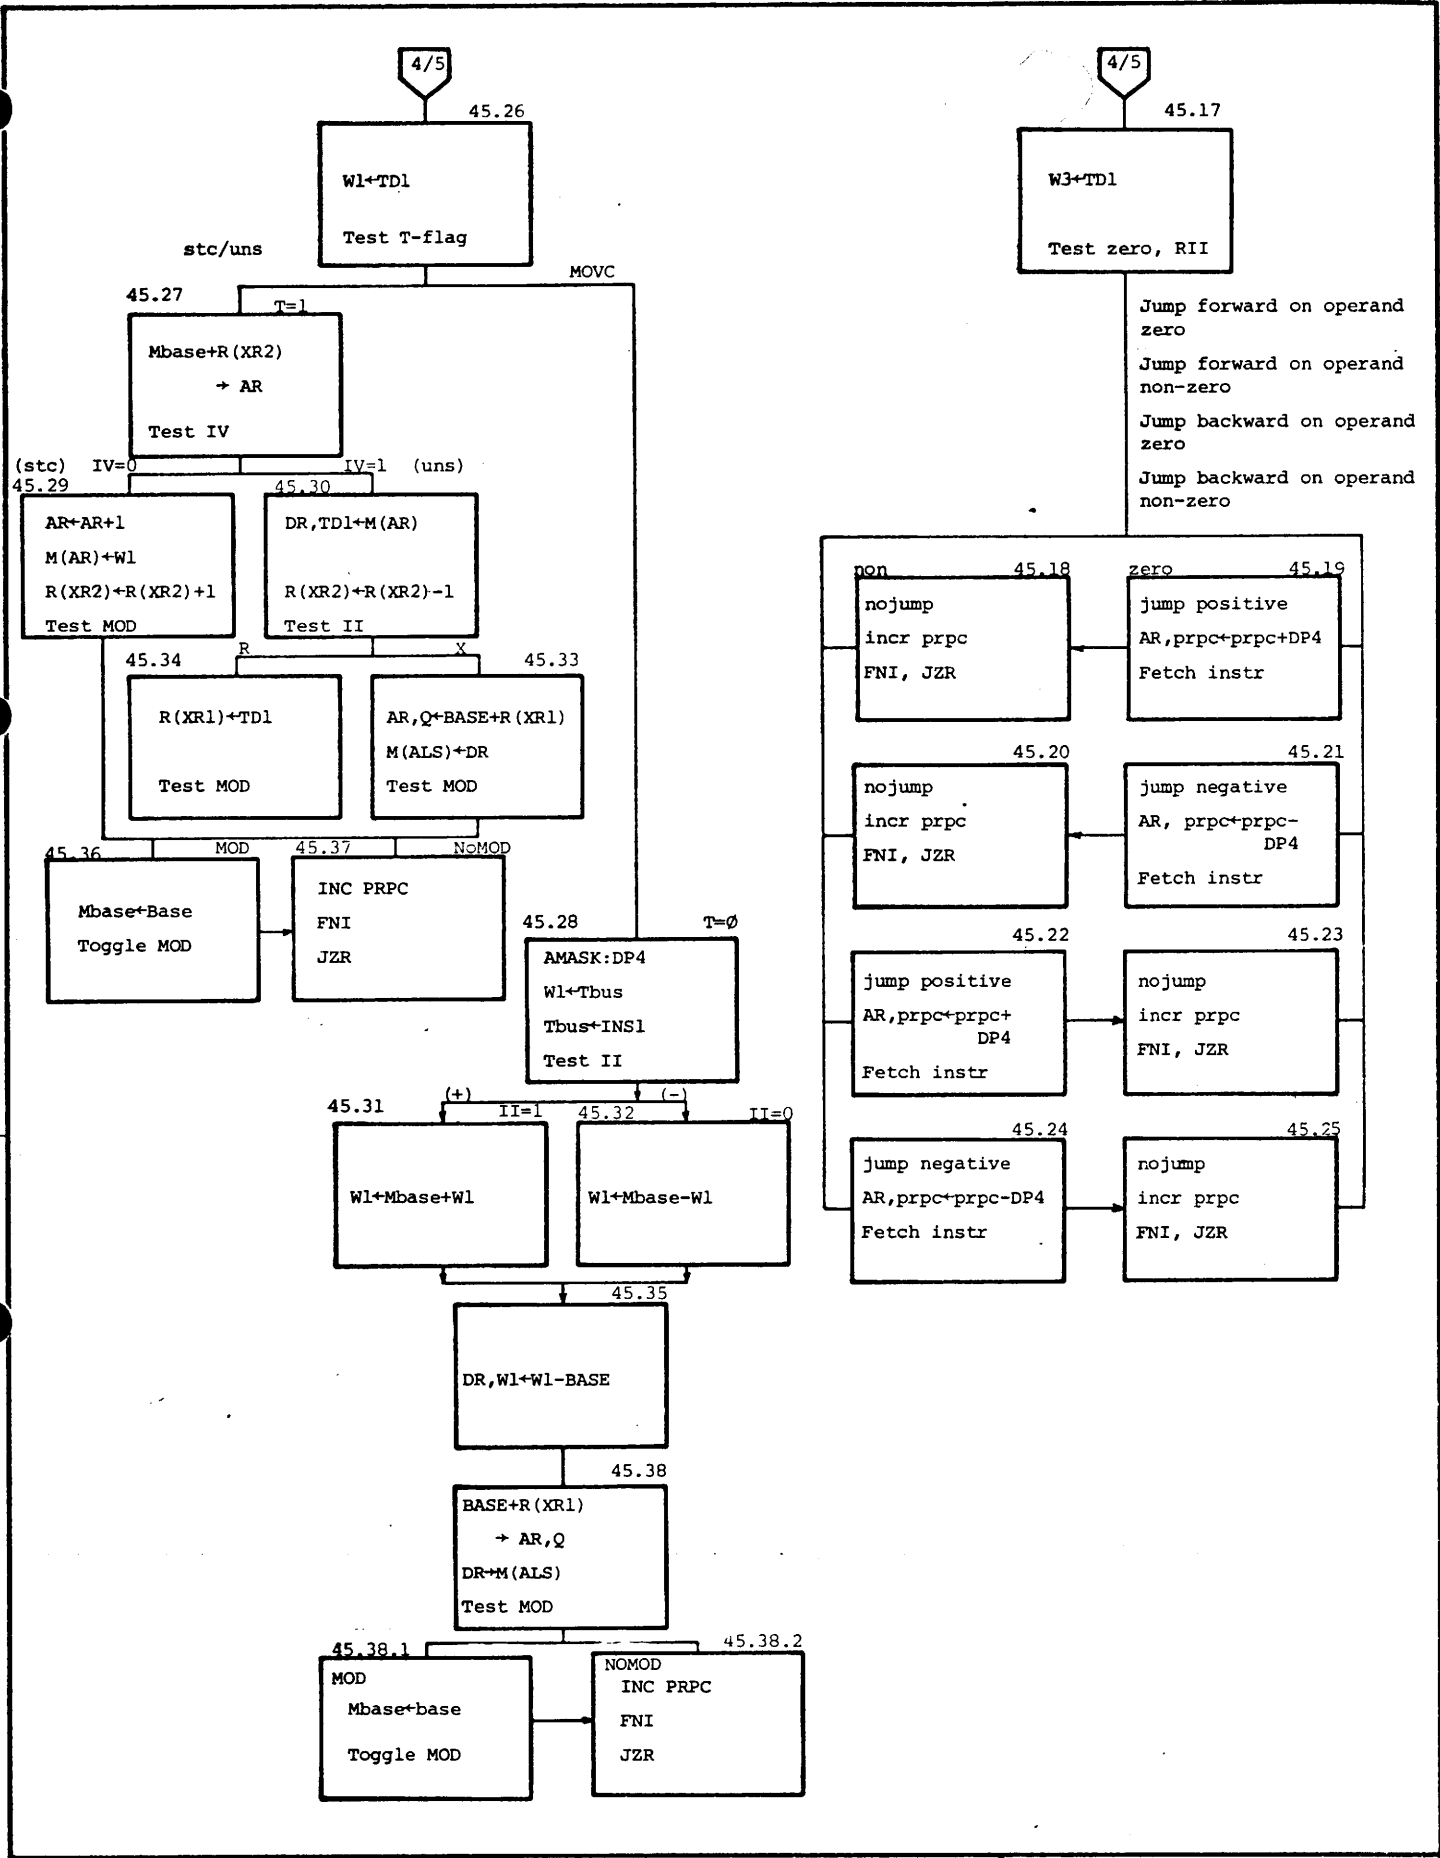 4/5
45.26
W1←TD1
Test T-flag
stc/uns
MOVC
45.27
T=1
Mbase+R(XR2)
→ AR
Test IV
(stc) IV=0
IV=1 (uns)
45.29
AR←AR+1
M(AR)←W1
R(XR2)←R(XR2)+1
Test MOD
45.30
DR,TD1←M(AR)
R(XR2)←R(XR2)-1
Test II
R
X
45.34
R(XR1)←TD1
Test MOD
45.33
AR,Q←BASE+R(XR1)
M(ALS)←DR
Test MOD
45.36
MOD
Mbase←Base
Toggle MOD
45.37
NoMOD
INC PRPC
FNI
JZR
45.28
T=Ø
AMASK:DP4
W1←Tbus
Tbus←INS1
Test II
(+)
(-)
45.31
II=1
W1←Mbase+W1
45.32
II=0
W1←Mbase-W1
45.35
DR,W1←W1-BASE
45.38
BASE+R(XR1)
→ AR,Q
DR→M(ALS)
Test MOD
45.38.1
MOD
Mbase←base
Toggle MOD
45.38.2
NOMOD
INC PRPC
FNI
JZR
4/5
45.17
W3←TD1
Test zero, RII
Jump forward on operand
zero
Jump forward on operand
non-zero
Jump backward on operand
zero
Jump backward on operand
non-zero
non
45.18
nojump
incr prpc
FNI, JZR
zero
45.19
jump positive
AR,prpc←prpc+DP4
Fetch instr
45.20
nojump
incr prpc
FNI, JZR
45.21
jump negative
AR, prpc←prpc-
DP4
Fetch instr
45.22
jump positive
AR,prpc←prpc+
DP4
Fetch instr
45.23
nojump
incr prpc
FNI, JZR
45.24
jump negative
AR,prpc←prpc-DP4
Fetch instr
45.25
nojump
incr prpc
FNI, JZR